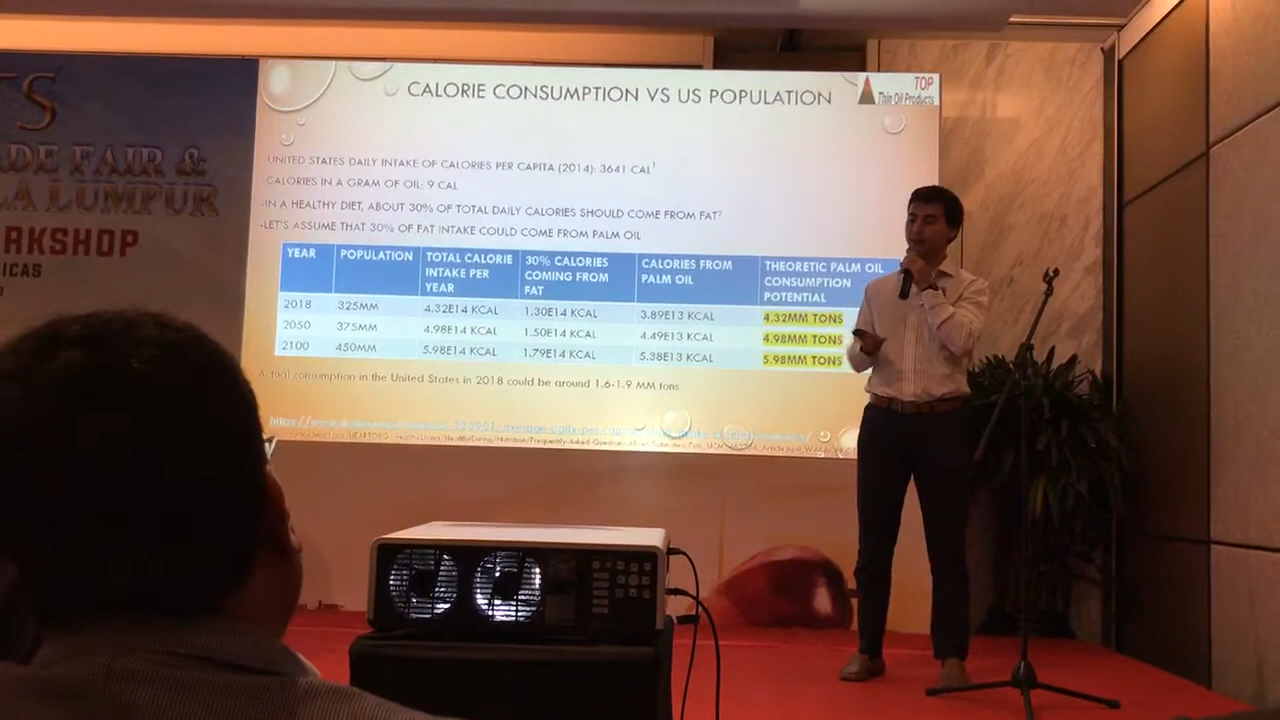 TS
ADE FAIR &
LA LUMPUR
RKSHOP
ICAS
CALORIE CONSUMPTION VS US POPULATION
TOP
Thin Oil Products
-UNITED STATES DAILY INTAKE OF CALORIES PER CAPITA (2014): 3641 CAL¹
-CALORIES IN A GRAM OF OIL: 9 CAL
-IN A HEALTHY DIET, ABOUT 30% OF TOTAL DAILY CALORIES SHOULD COME FROM FAT²
-LET'S ASSUME THAT 30% OF FAT INTAKE COULD COME FROM PALM OIL
YEAR POPULATION TOTAL CALORIE INTAKE PER YEAR 30% CALORIES COMING FROM FAT CALORIES FROM PALM OIL THEORETIC PALM OIL CONSUMPTION POTENTIAL
2018 325MM 4.32E14 KCAL 1.30E14 KCAL 3.89E13 KCAL 4.32MM TONS
2050 375MM 4.98E14 KCAL 1.50E14 KCAL 4.49E13 KCAL 4.98MM TONS
2100 450MM 5.98E14 KCAL 1.79E14 KCAL 5.38E13 KCAL 5.98MM TONS
Actual consumption in the United States in 2018 could be around 1.6-1.9 MM tons